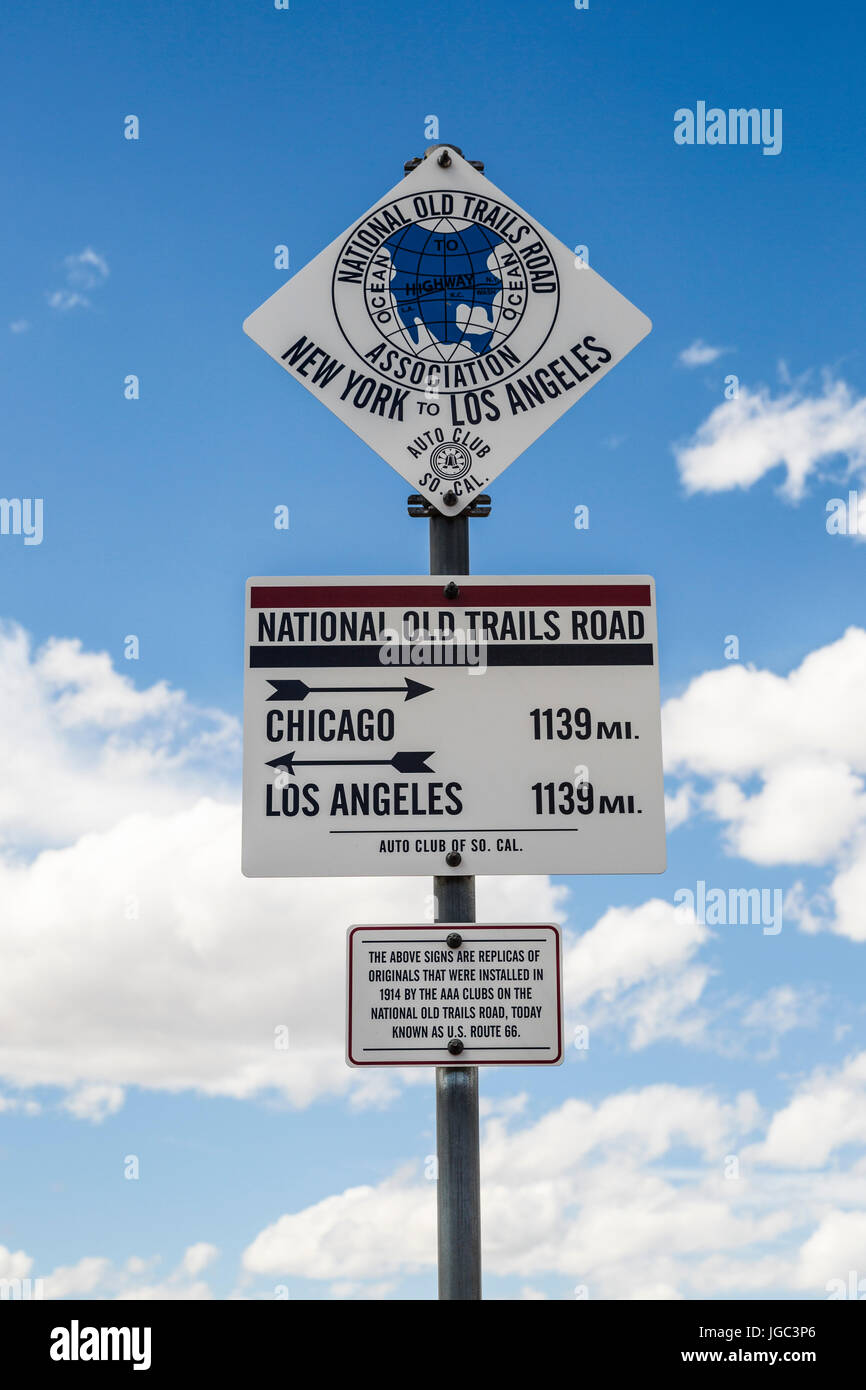 NATIONAL OLD TRAILS ROAD
TO
OCEAN HIGHWAY OCEAN
N.Y.
L.A. K.C. WASH.
ASSOCIATION
NEW YORK TO LOS ANGELES
AUTO CLUB
SO. CAL.
NATIONAL OLD TRAILS ROAD
CHICAGO 1139 MI.
LOS ANGELES 1139 MI.
AUTO CLUB OF SO. CAL.
THE ABOVE SIGNS ARE REPLICAS OF
ORIGINALS THAT WERE INSTALLED IN
1914 BY THE AAA CLUBS ON THE
NATIONAL OLD TRAILS ROAD, TODAY
KNOWN AS U.S. ROUTE 66.
alamy
Image ID: JGC3P6
www.alamy.com